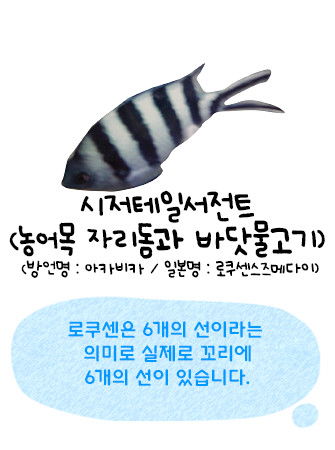 시저테일서전트
(농어목 자리돔과 바닷물고기)
(방언명 : 아카비카 / 일본명 : 로쿠센스즈메다이)
로쿠센은 6개의 선이라는
의미로 실제로 꼬리에
6개의 선이 있습니다.